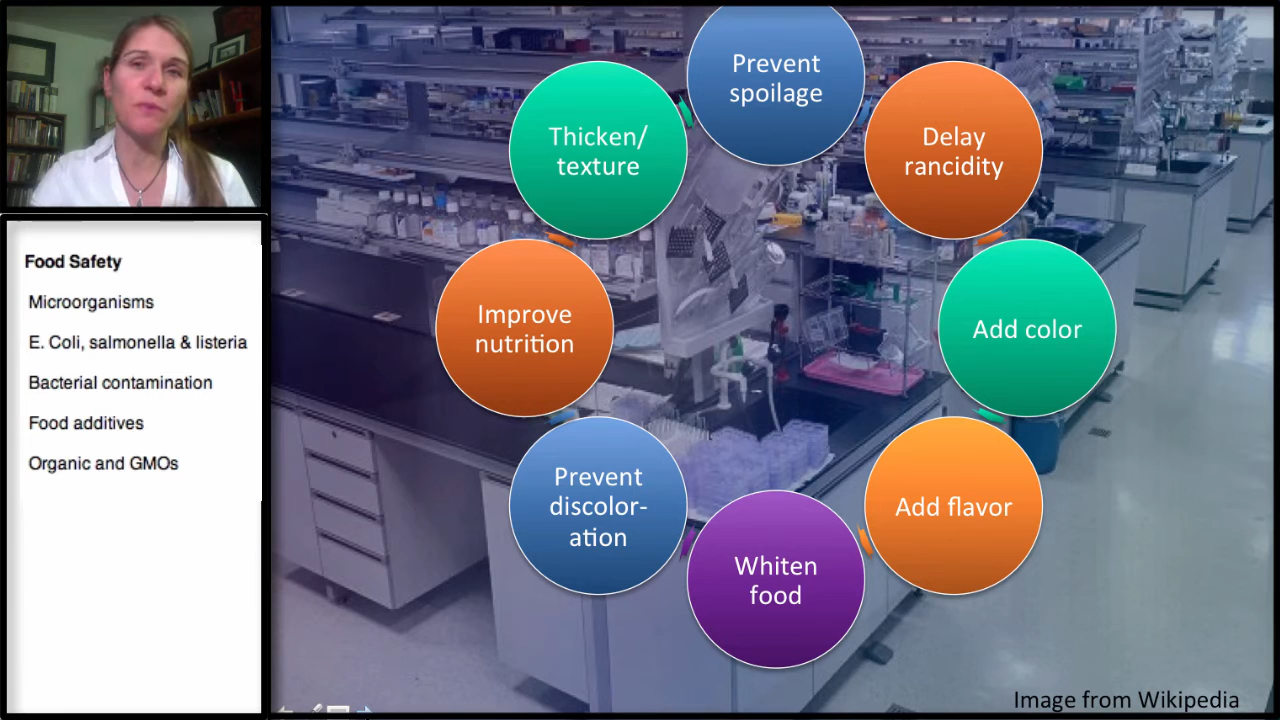 Food Safety
Microorganisms
E. Coli, salmonella & listeria
Bacterial contamination
Food additives
Organic and GMOs
Prevent
spoilage
Delay
rancidity
Add color
Add flavor
Whiten
food
Prevent
discolor-
ation
Improve
nutrition
Thicken/
texture
Image from Wikipedia